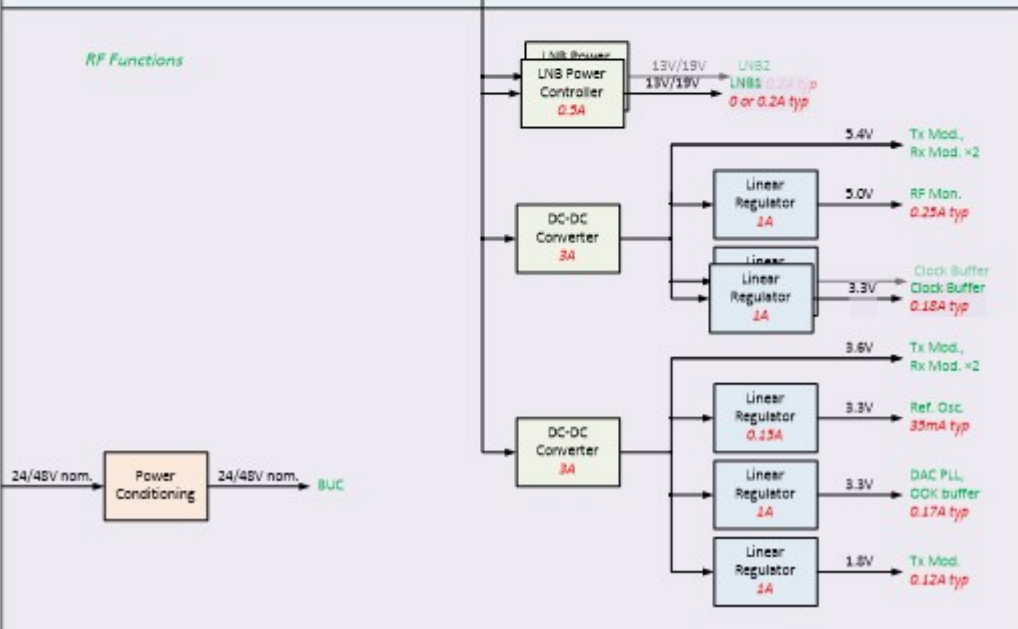 RF Functions
LNB Power
LNB Power
Controller
0.5A
13V/19V
LNB2
13V/19V
LNB1
0 or 0.2A typ
5.4V
Tx Mod.,
Rx Mod. ×2
Linear
Regulator
1A
5.0V
RF Mon.
0.25A typ
DC-DC
Converter
3A
Linear
Linear
Regulator
1A
Clock Buffer
3.3V
Clock Buffer
0.18A typ
3.6V
Tx Mod.,
Rx Mod. ×2
Linear
Regulator
0.15A
3.3V
Ref. Osc.
35mA typ
DC-DC
Converter
3A
24/48V nom.
Power
Conditioning
24/48V nom.
BUC
Linear
Regulator
1A
3.3V
DAC PLL,
OOK buffer
0.17A typ
Linear
Regulator
1A
1.8V
Tx Mod.
0.12A typ